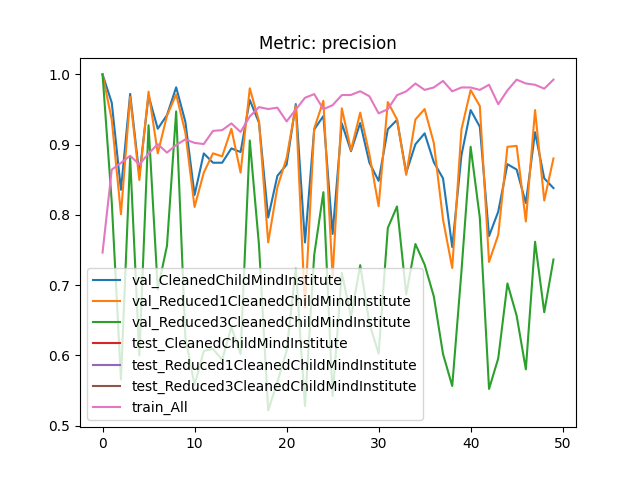 Metric: precision
1.0
0.9
0.8
0.7
0.6
0.5
val_CleanedChildMindInstitute
val_Reduced1CleanedChildMindInstitute
val_Reduced3CleanedChildMindInstitute
test_CleanedChildMindInstitute
test_Reduced1CleanedChildMindInstitute
test_Reduced3CleanedChildMindInstitute
train_All
0 10 20 30 40 50